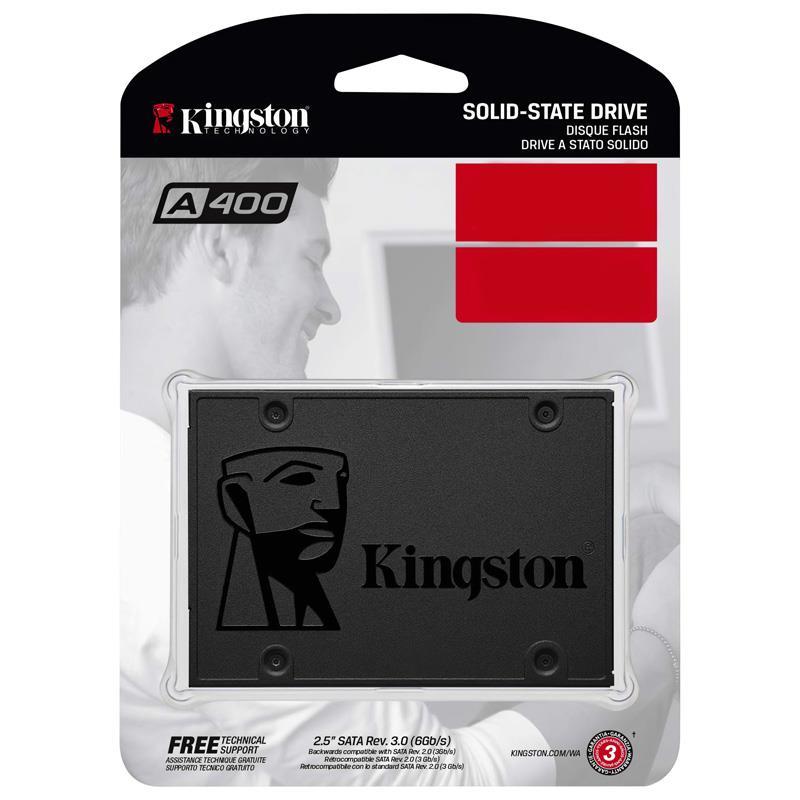 Kingston
TECHNOLOGY
SOLID-STATE DRIVE
DISQUE FLASH
DRIVE A STATO SOLIDO
A400
Kingston
FREE TECHNICAL SUPPORT
ASSISTANCE TECHNIQUE GRATUITE
SUPPORTO TECNICO GRATUITO
2.5" SATA Rev. 3.0 (6Gb/s)
Backwards compatible with SATA Rev. 2.0 (3Gb/s)
Rétrocompatible SATA Rev. 2.0 (3 Gb/s)
Retrocompatibile con lo standard SATA Rev. 2.0 (3 Gb/s)
KINGSTON.COM/WA
3